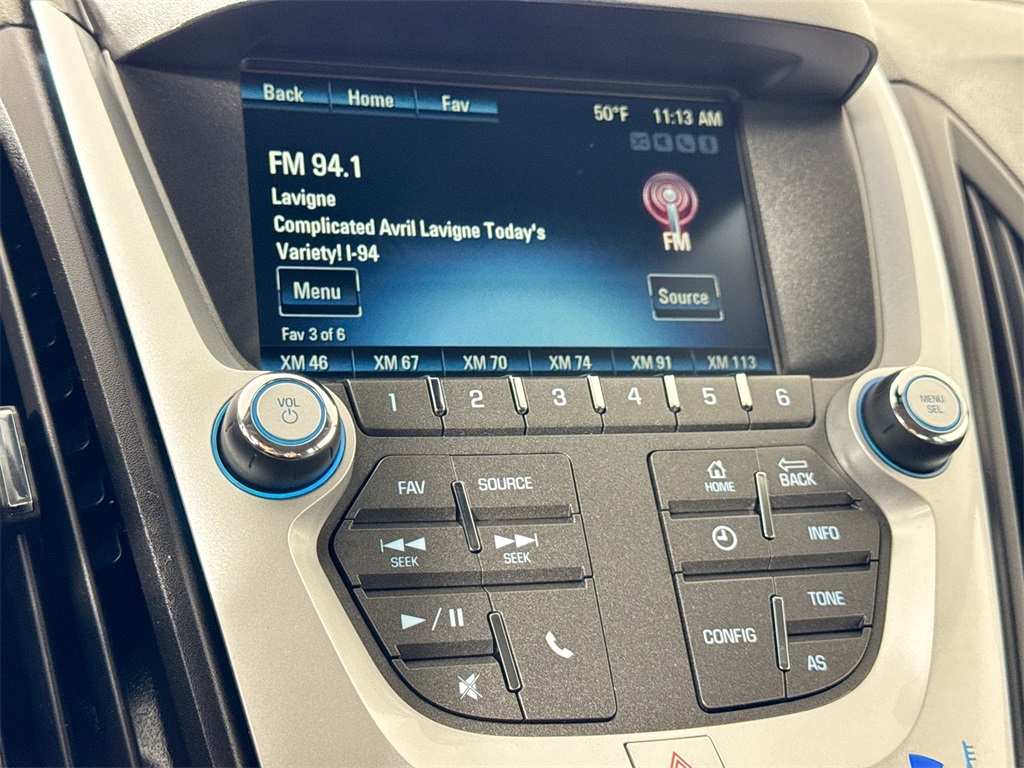 Back Home Fav
50°F 11:13 AM
FM 94.1
Lavigne
Complicated Avril Lavigne Today's
Variety! I-94
FM
Menu
Source
Fav 3 of 6
XM 46 XM 67 XM 70 XM 74 XM 91 XM 113
VOL
1 2 3 4 5 6
MENU
SEL
FAV SOURCE
HOME BACK
SEEK SEEK
INFO
TONE
CONFIG
AS